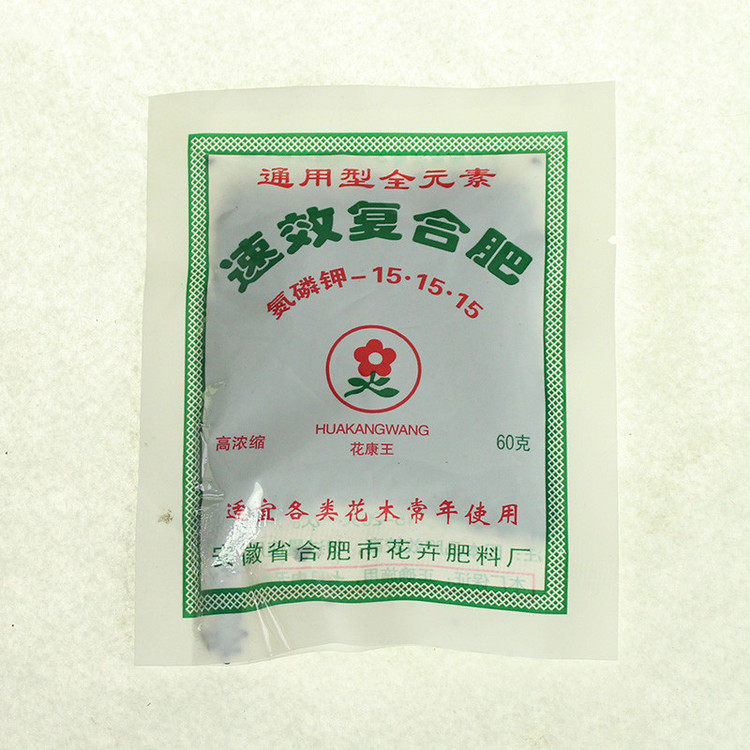 通用型全元素
速效复合肥
氮磷钾-15·15·15
HUAKANGWANG
花康王
高浓缩
60克
适宜各类花木常年使用
安徽省合肥市花卉肥料厂